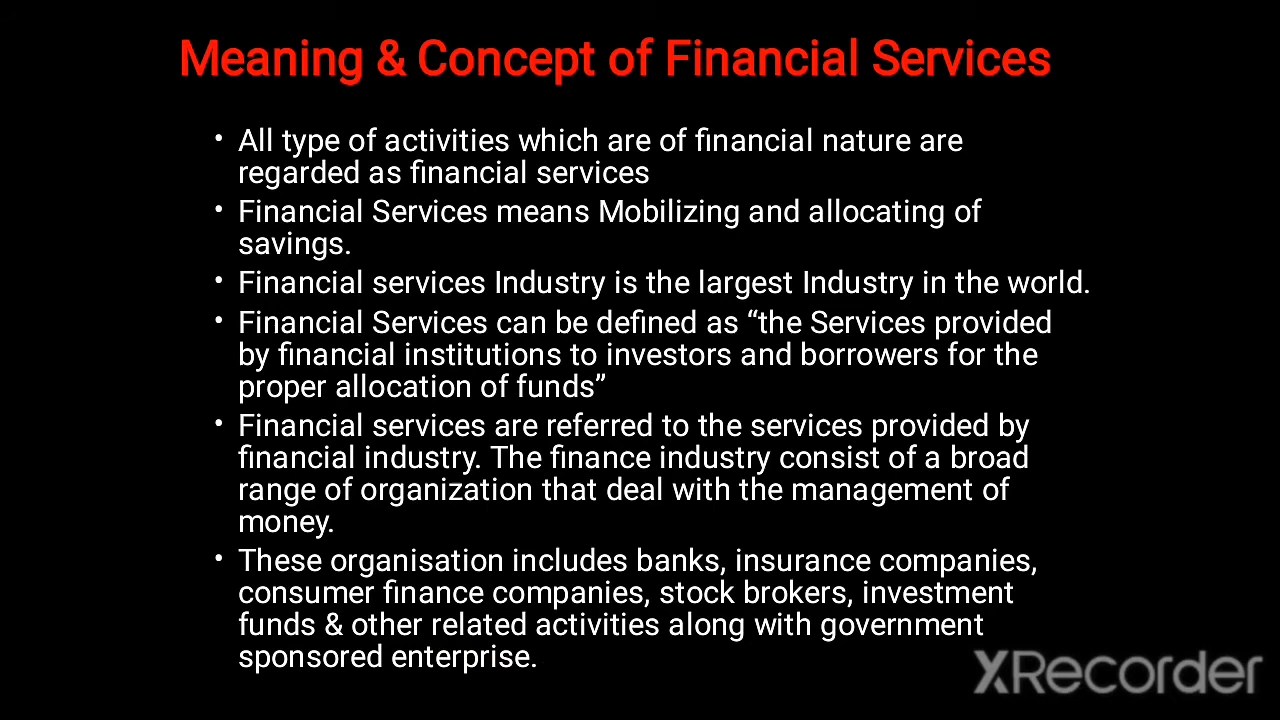 Meaning & Concept of Financial Services
• All type of activities which are of financial nature are
regarded as financial services
• Financial Services means Mobilizing and allocating of
savings.
• Financial services Industry is the largest Industry in the world.
• Financial Services can be defined as “the Services provided
by financial institutions to investors and borrowers for the
proper allocation of funds”
• Financial services are referred to the services provided by
financial industry. The finance industry consist of a broad
range of organization that deal with the management of
money.
• These organisation includes banks, insurance companies,
consumer finance companies, stock brokers, investment
funds & other related activities along with government
sponsored enterprise.
XRecorder